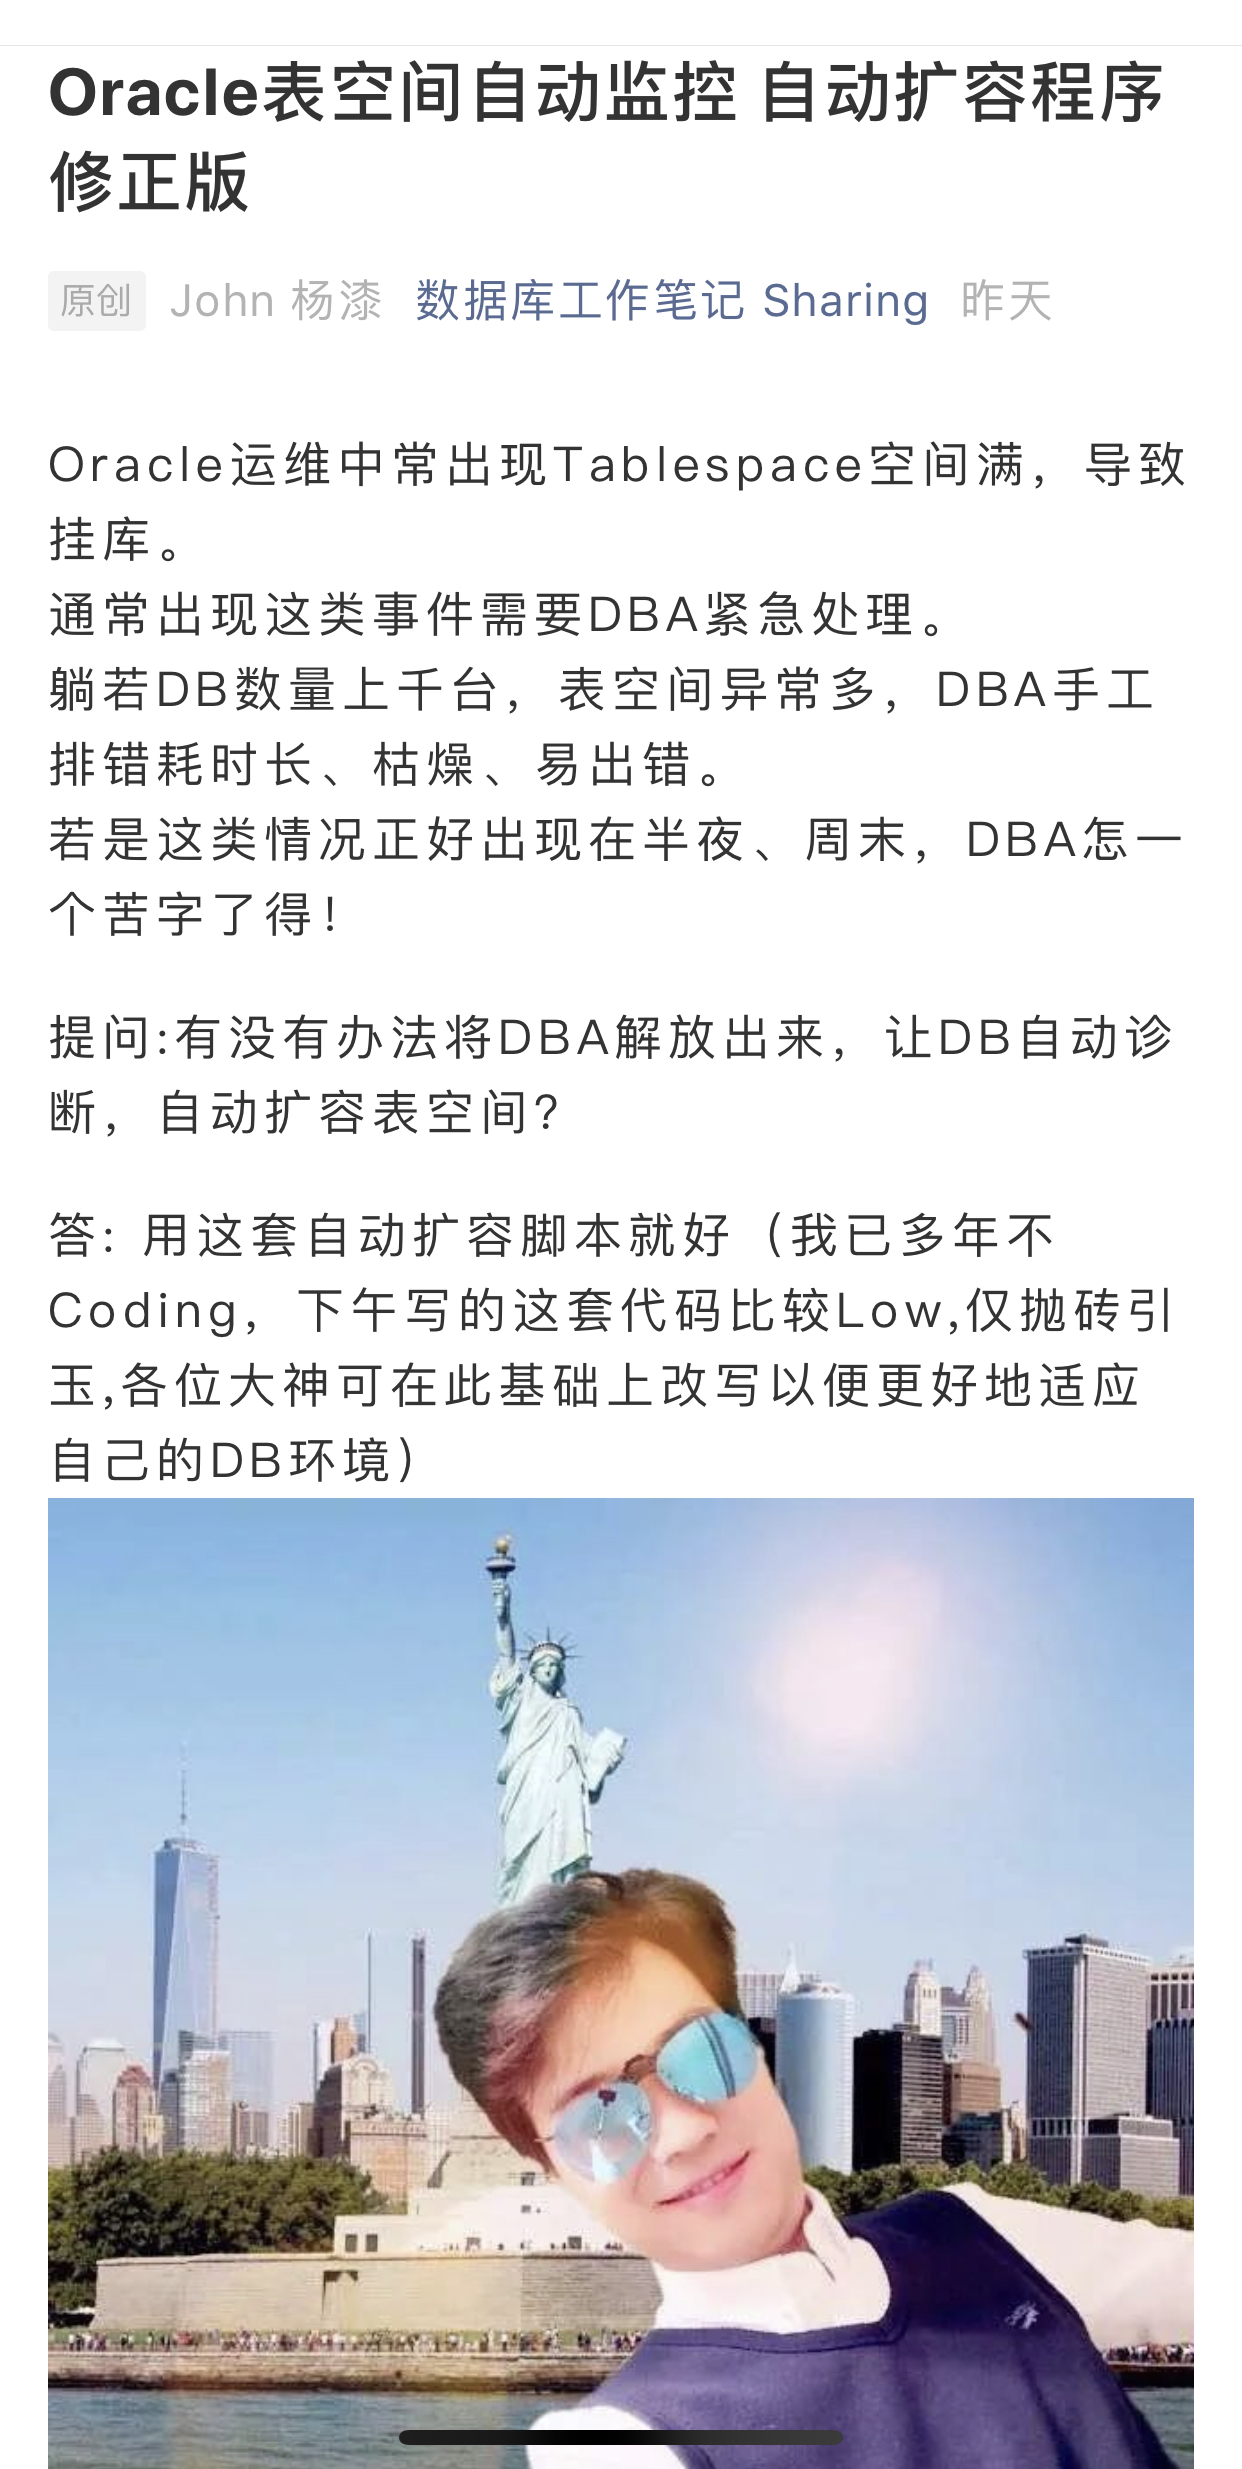 Oracle表空间自动监控 自动扩容程序
修正版
原创 John 杨漆 数据库工作笔记 Sharing 昨天
Oracle运维中常出现Tablespace空间满，导致
挂库。
通常出现这类事件需要DBA紧急处理。
躺若DB数量上千台，表空间异常多，DBA手工
排错耗时长、枯燥、易出错。
若是这类情况正好出现在半夜、周末，DBA怎一
个苦字了得！
提问:有没有办法将DBA解放出来，让DB自动诊
断，自动扩容表空间?
答: 用这套自动扩容脚本就好（我已多年不
Coding，下午写的这套代码比较Low,仅抛砖引
玉,各位大神可在此基础上改写以便更好地适应
自己的DB环境）